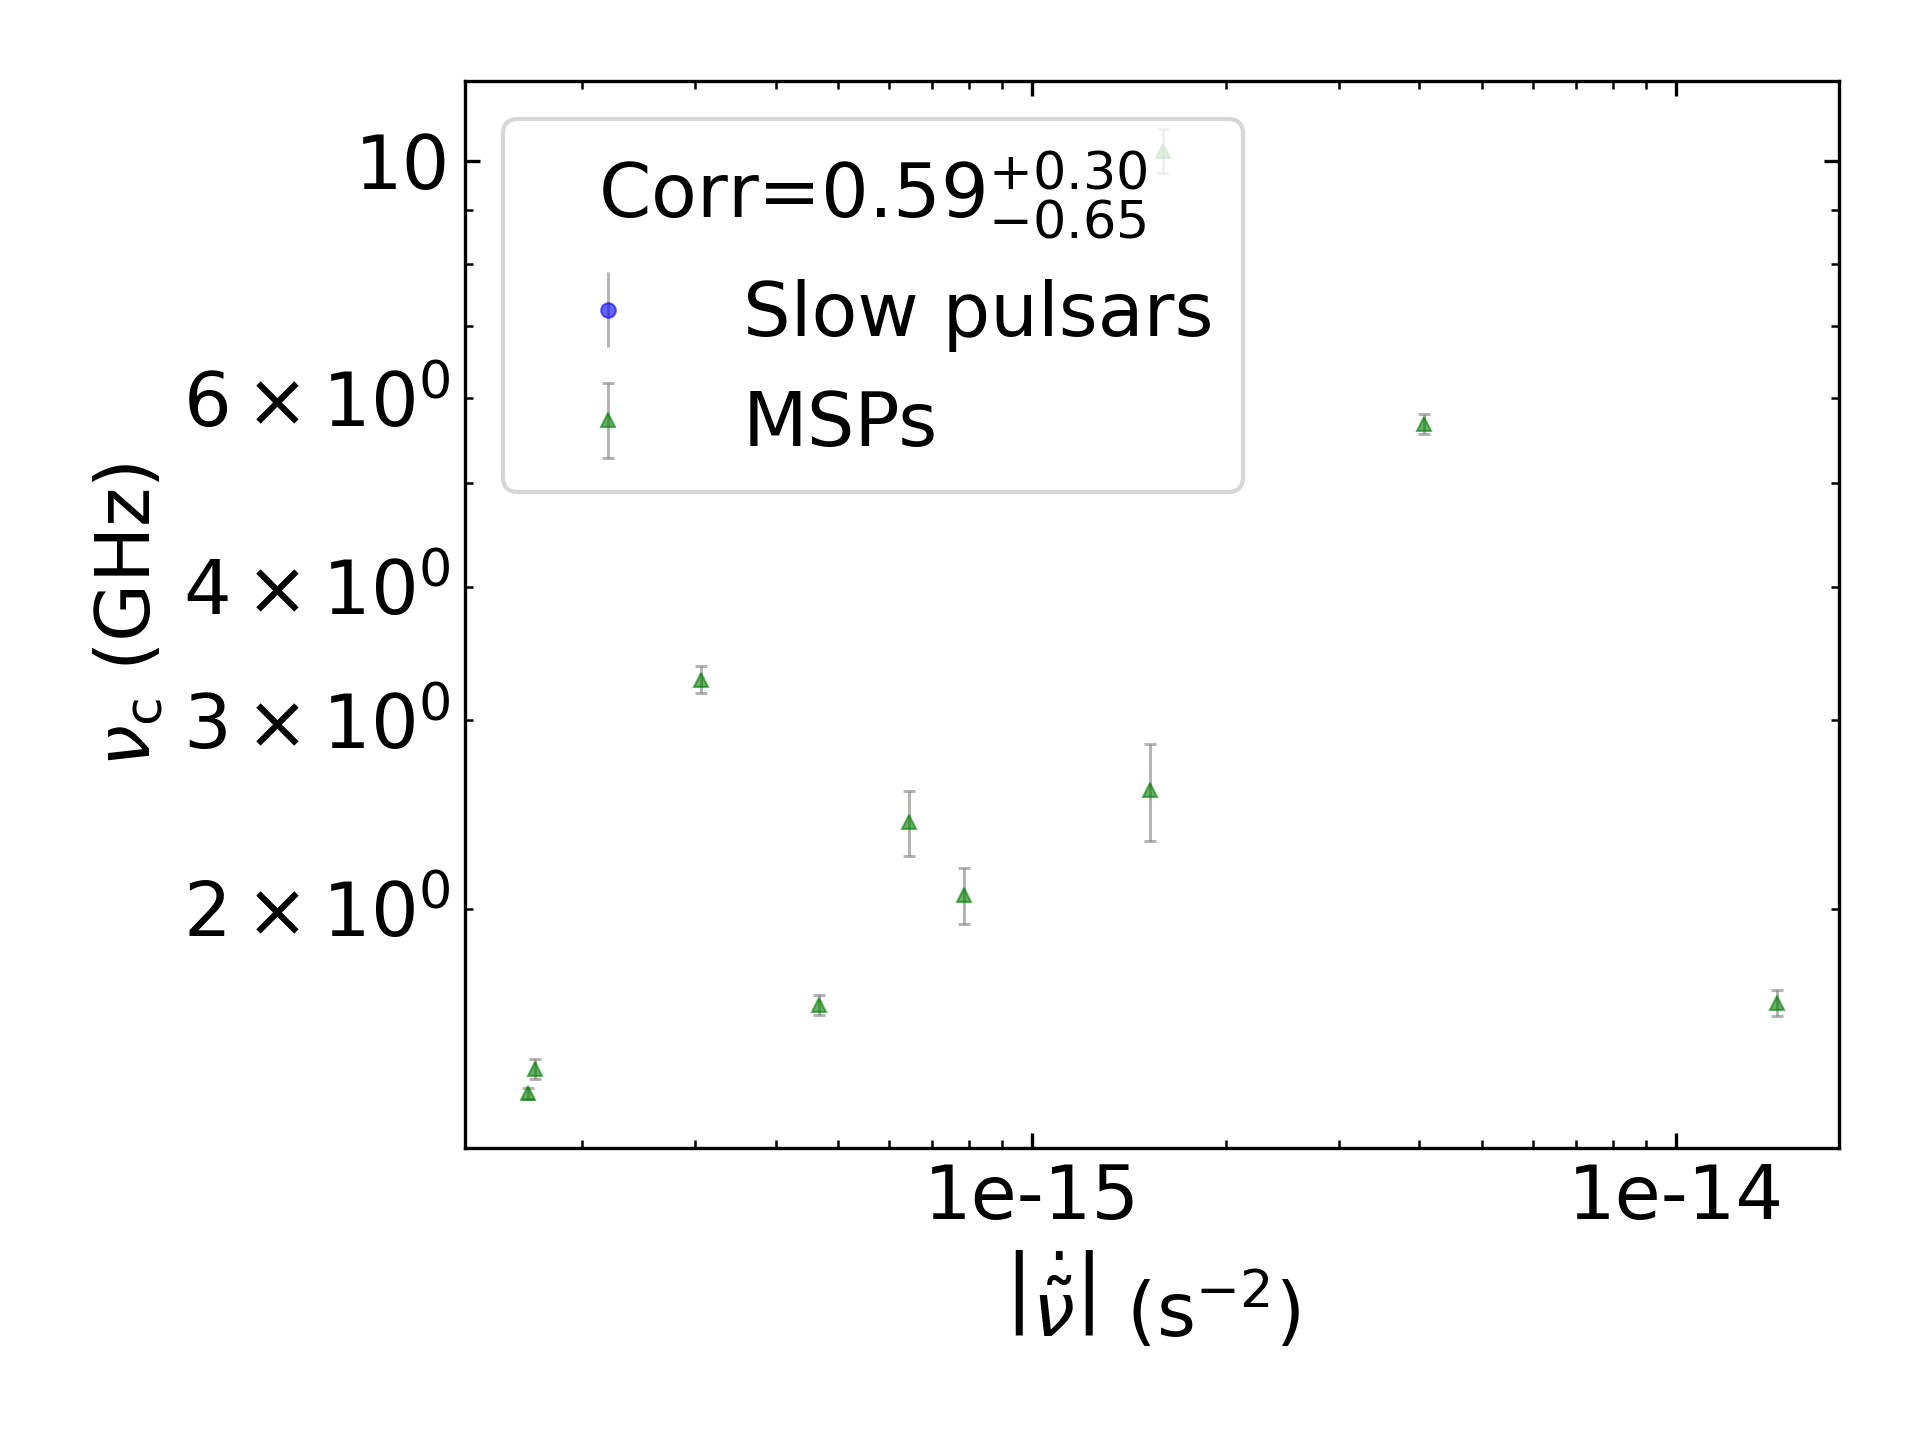 10
6 × 10⁰
4 × 10⁰
3 × 10⁰
2 × 10⁰
ν_c (GHz)
Corr=0.59^{+0.30}_{−0.65}
Slow pulsars
MSPs
1e-15
1e-14
|ν̃̇| (s⁻²)